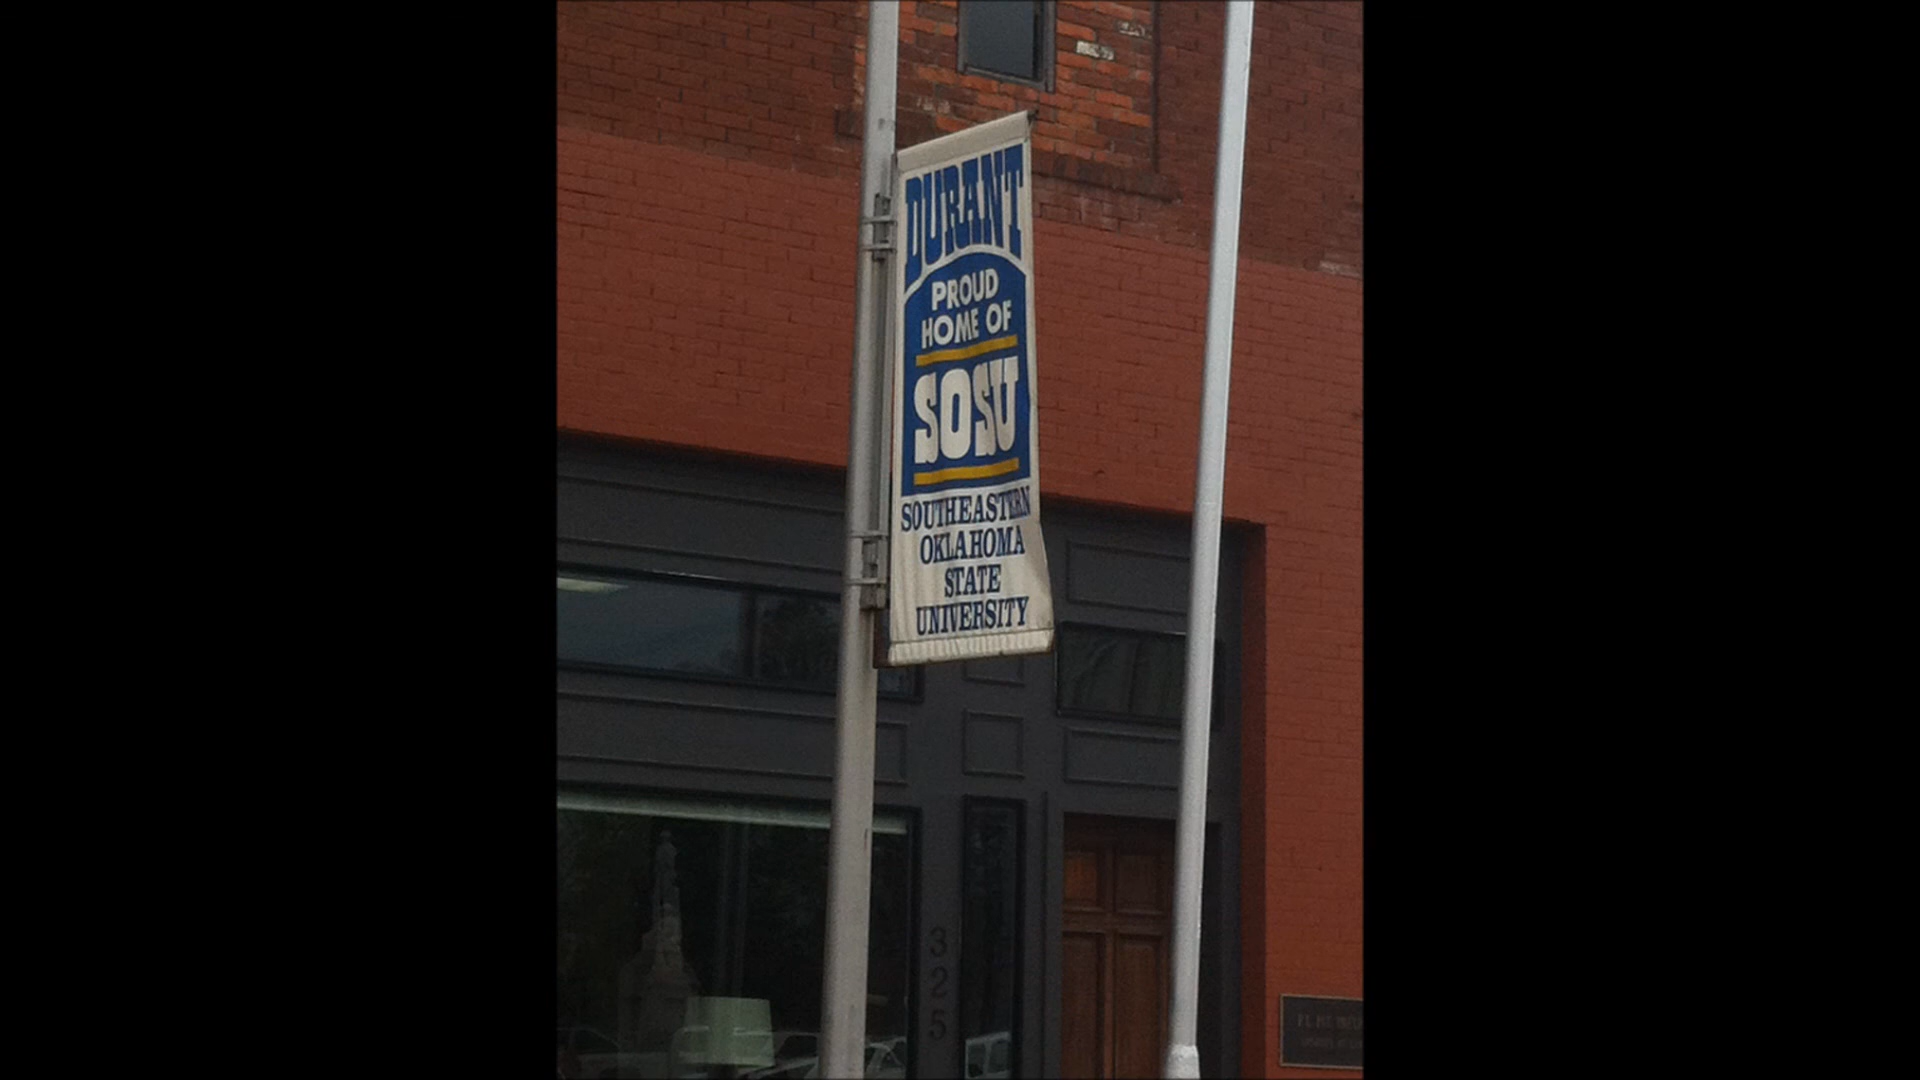 DURANT
PROUD
HOME OF
SOSU
SOUTHEASTERN
OKLAHOMA
STATE
UNIVERSITY
325